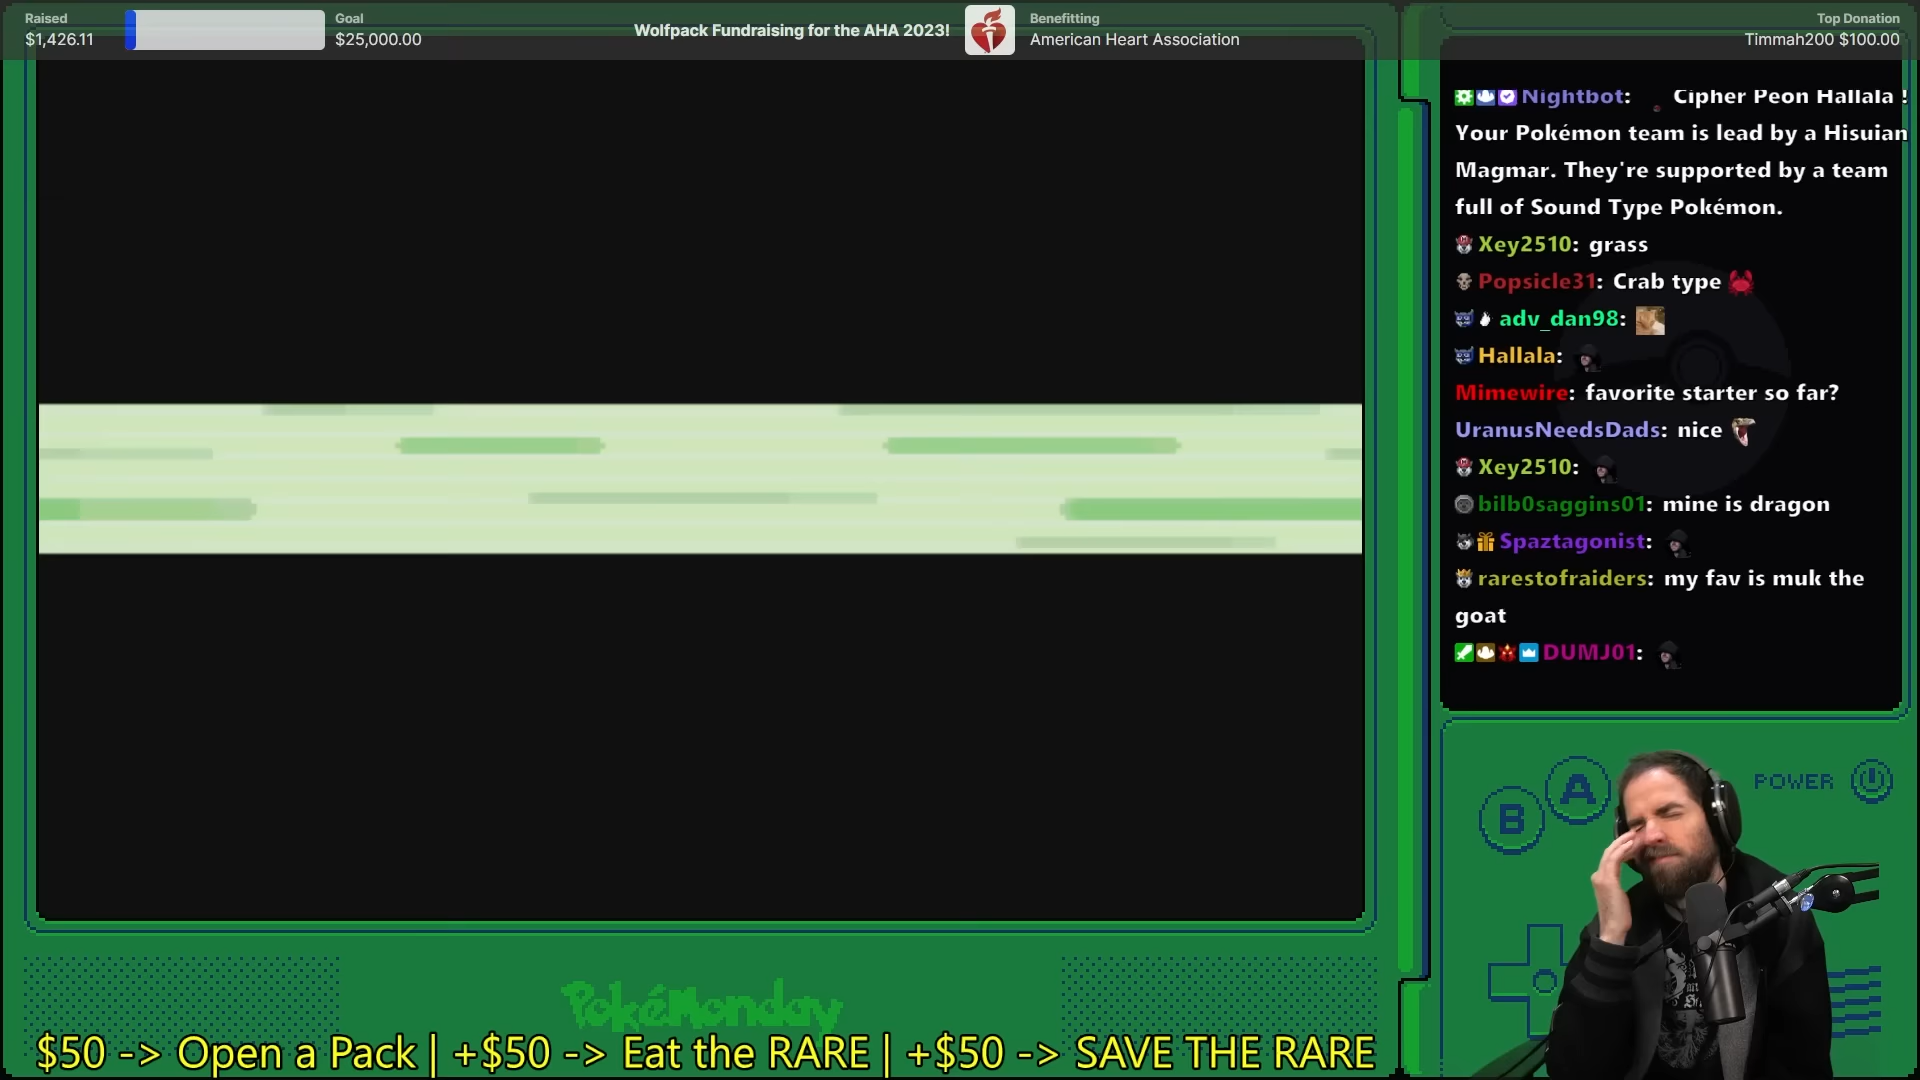 Raised
$1,426.11
Goal
$25,000.00
Wolfpack Fundraising for the AHA 2023!
Benefitting
American Heart Association
Top Donation
Timmah200 $100.00
Nightbot: Cipher Peon Hallala !
Your Pokémon team is lead by a Hisuian
Magmar. They're supported by a team
full of Sound Type Pokémon.
Xey2510: grass
Popsicle31: Crab type
adv_dan98:
Hallala:
Mimewire: favorite starter so far?
UranusNeedsDads: nice
Xey2510:
bilb0saggins01: mine is dragon
Spaztagonist:
rarestofraiders: my fav is muk the
goat
DUMJ01:
B
A
POWER
PokéMonday
$50 -> Open a Pack | +$50 -> Eat the RARE | +$50 -> SAVE THE RARE